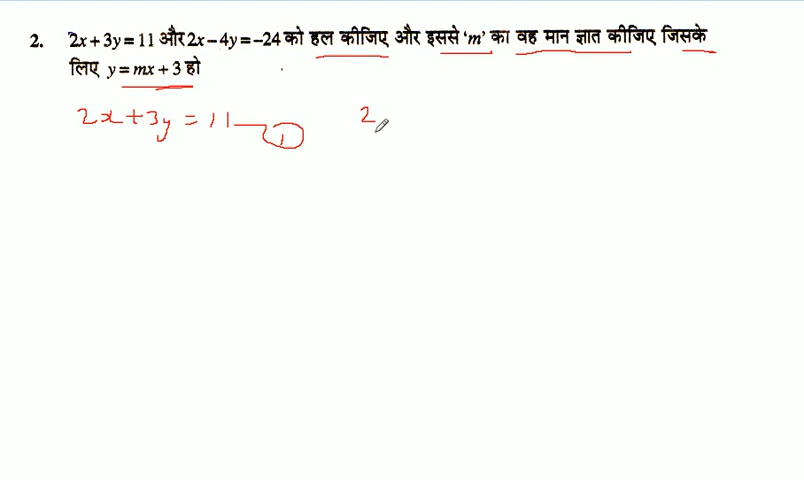 2. 2x + 3y = 11 और 2x – 4y = –24 को हल कीजिए और इससे ‘m’ का वह मान ज्ञात कीजिए जिसके
लिए y = mx + 3 हो
2x + 3y = 11 — 1 2